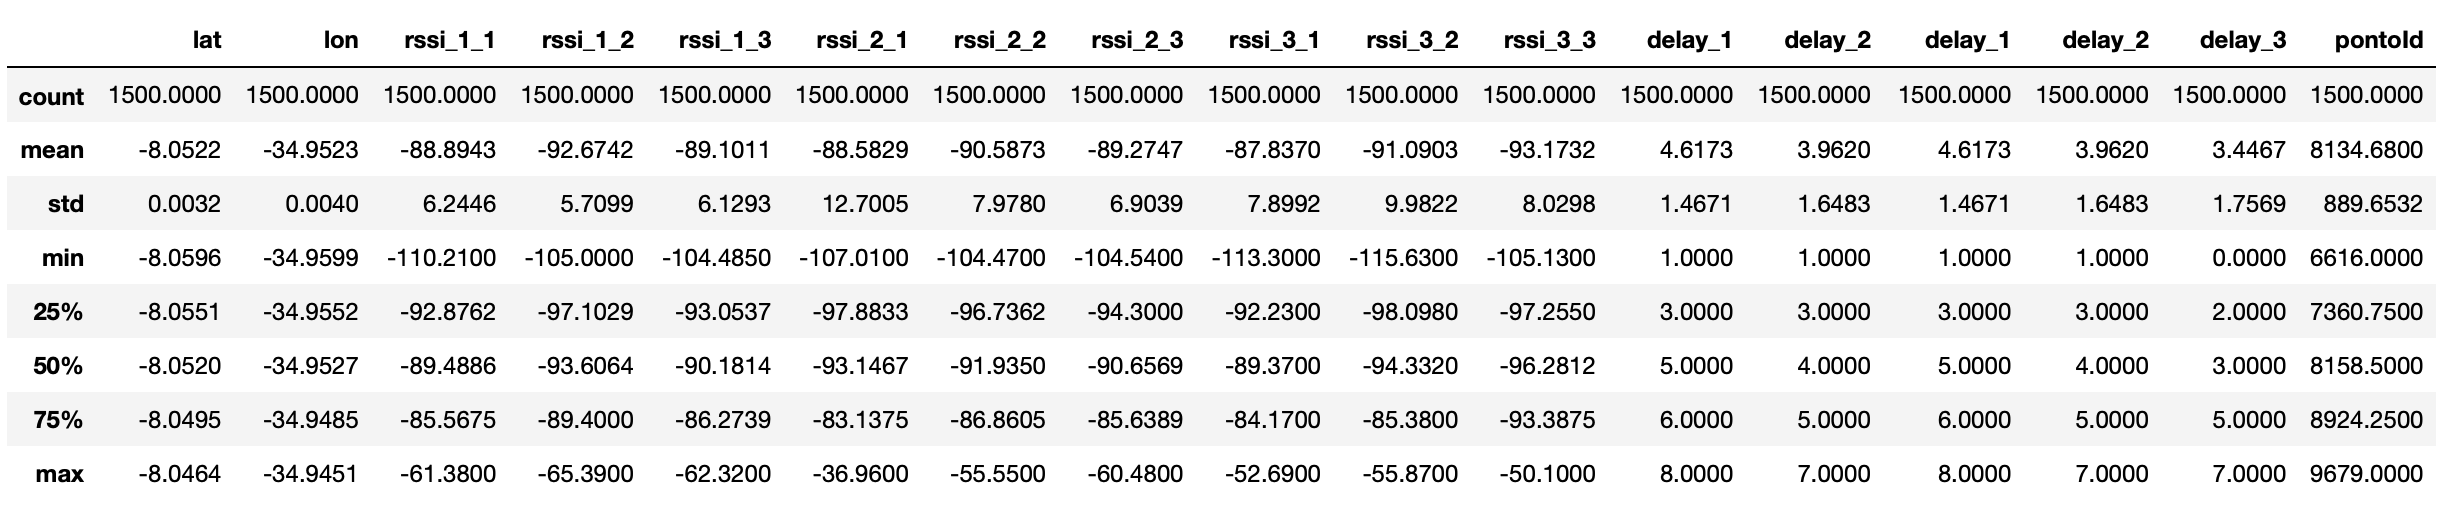 lat lon rssi_1_1 rssi_1_2 rssi_1_3 rssi_2_1 rssi_2_2 rssi_2_3 rssi_3_1 rssi_3_2 rssi_3_3 delay_1 delay_2 delay_1 delay_2 delay_3 pontoId
count 1500.0000 1500.0000 1500.0000 1500.0000 1500.0000 1500.0000 1500.0000 1500.0000 1500.0000 1500.0000 1500.0000 1500.0000 1500.0000 1500.0000 1500.0000 1500.0000 1500.0000
mean -8.0522 -34.9523 -88.8943 -92.6742 -89.1011 -88.5829 -90.5873 -89.2747 -87.8370 -91.0903 -93.1732 4.6173 3.9620 4.6173 3.9620 3.4467 8134.6800
std 0.0032 0.0040 6.2446 5.7099 6.1293 12.7005 7.9780 6.9039 7.8992 9.9822 8.0298 1.4671 1.6483 1.4671 1.6483 1.7569 889.6532
min -8.0596 -34.9599 -110.2100 -105.0000 -104.4850 -107.0100 -104.4700 -104.5400 -113.3000 -115.6300 -105.1300 1.0000 1.0000 1.0000 1.0000 0.0000 6616.0000
25% -8.0551 -34.9552 -92.8762 -97.1029 -93.0537 -97.8833 -96.7362 -94.3000 -92.2300 -98.0980 -97.2550 3.0000 3.0000 3.0000 3.0000 2.0000 7360.7500
50% -8.0520 -34.9527 -89.4886 -93.6064 -90.1814 -93.1467 -91.9350 -90.6569 -89.3700 -94.3320 -96.2812 5.0000 4.0000 5.0000 4.0000 3.0000 8158.5000
75% -8.0495 -34.9485 -85.5675 -89.4000 -86.2739 -83.1375 -86.8605 -85.6389 -84.1700 -85.3800 -93.3875 6.0000 5.0000 6.0000 5.0000 5.0000 8924.2500
max -8.0464 -34.9451 -61.3800 -65.3900 -62.3200 -36.9600 -55.5500 -60.4800 -52.6900 -55.8700 -50.1000 8.0000 7.0000 8.0000 7.0000 7.0000 9679.0000